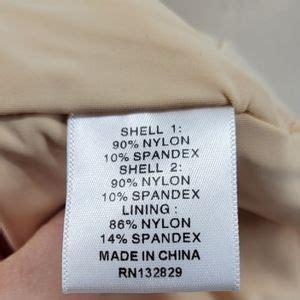 SHELL 1:
90% NYLON
10% SPANDEX
SHELL 2:
90% NYLON
10% SPANDEX
LINING :
86% NYLON
14% SPANDEX
MADE IN CHINA
RN132829